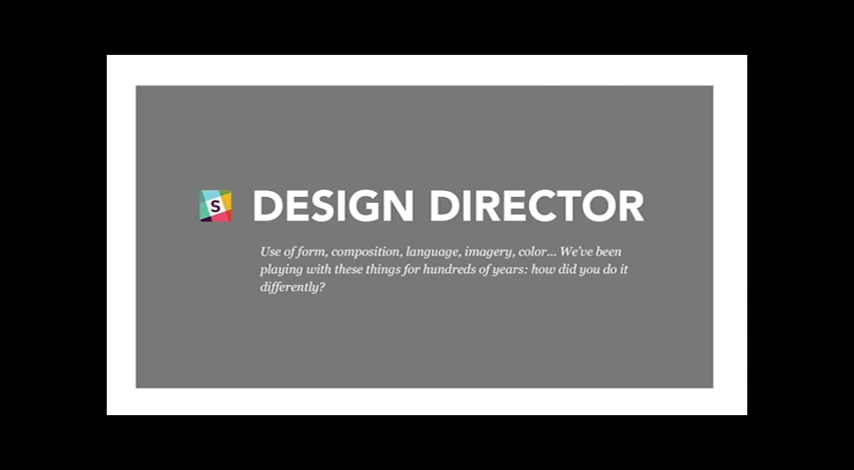 S DESIGN DIRECTOR
Use of form, composition, language, imagery, color... We've been
playing with these things for hundreds of years: how did you do it
differently?